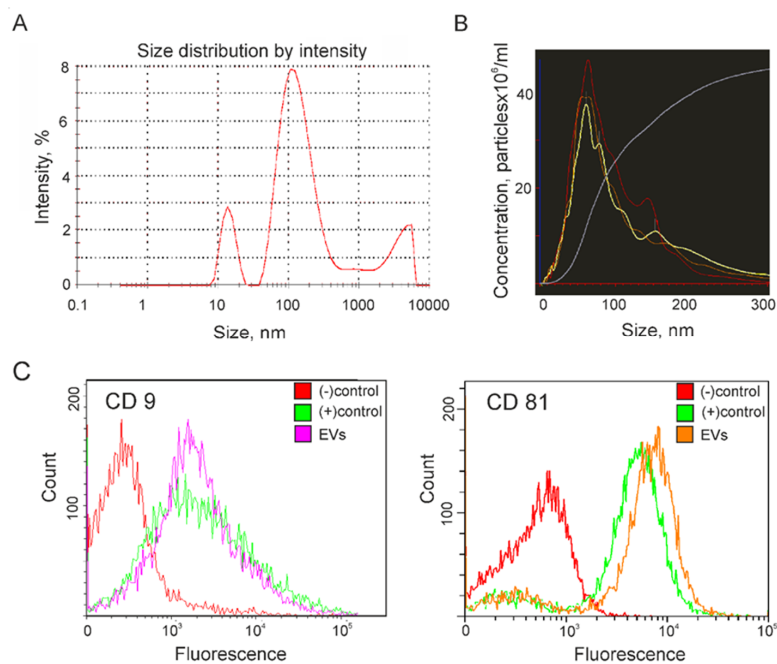 A
Size distribution by intensity
Intensity, %
8
6
4
2
0
0.1 1 10 100 1000 10000
Size, nm
B
Concentration, particlesx10⁶/ml
40
20
0 100 200 300
Size, nm
C
CD 9
(-)control
(+)control
EVs
Count
200
100
0 10³ 10⁴ 10⁵
Fluorescence
CD 81
(-)control
(+)control
EVs
Count
200
100
0 10³ 10⁴ 10⁵
Fluorescence